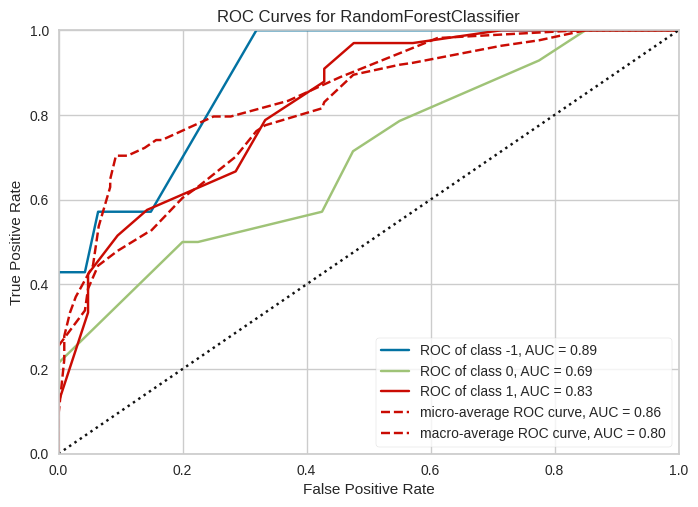 ROC Curves for RandomForestClassifier
1.0
0.8
0.6
0.4
0.2
0.0
True Positive Rate
ROC of class -1, AUC = 0.89
ROC of class 0, AUC = 0.69
ROC of class 1, AUC = 0.83
micro-average ROC curve, AUC = 0.86
macro-average ROC curve, AUC = 0.80
0.0 0.2 0.4 0.6 0.8 1.0
False Positive Rate